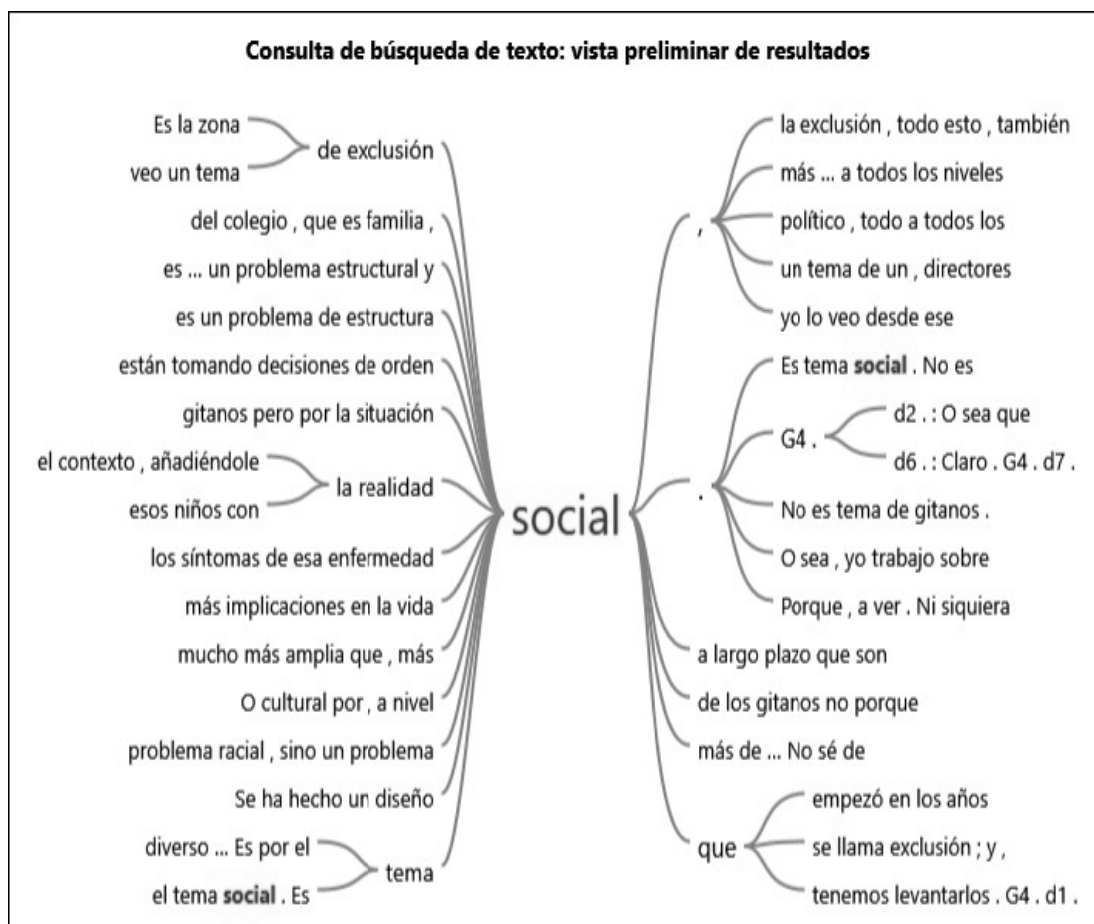 Consulta de búsqueda de texto: vista preliminar de resultados
Es la zona
veo un tema
de exclusión
del colegio , que es familia ,
es ... un problema estructural y
es un problema de estructura
están tomando decisiones de orden
gitanos pero por la situación
el contexto , añadiéndole
esos niños con
la realidad
los síntomas de esa enfermedad
más implicaciones en la vida
mucho más amplia que , más
O cultural por , a nivel
problema racial , sino un problema
Se ha hecho un diseño
diverso ... Es por el
el tema social . Es
tema
social
,
la exclusión , todo esto , también
más ... a todos los niveles
político , todo a todos los
un tema de un , directores
yo lo veo desde ese
.
Es tema social . No es
G4 .
d2 . : O sea que
d6 . : Claro . G4 . d7 .
No es tema de gitanos .
O sea , yo trabajo sobre
Porque , a ver . Ni siquiera
a largo plazo que son
de los gitanos no porque
más de ... No sé de
que
empezó en los años
se llama exclusión ; y ,
tenemos levantarlos . G4 . d1 .